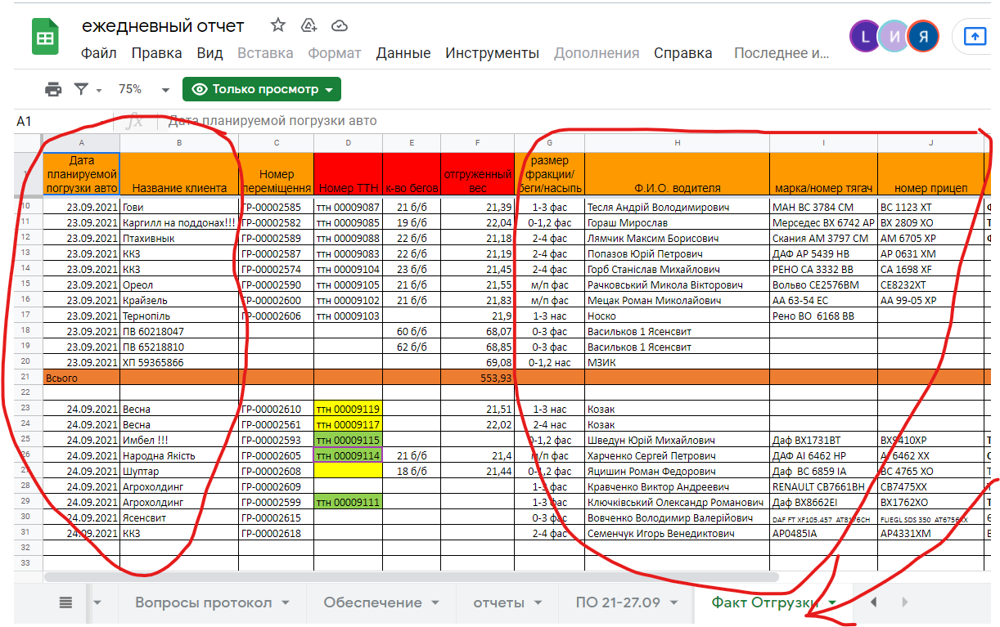 ежедневный отчет
L И Я
Файл Правка Вид Вставка Формат Данные Инструменты Дополнения Справка Последнее и...
75% Только просмотр
A1 fx Дата планируемой погрузки авто
A B C D E F G H I J
1 Дата планируемой погрузки авто Название клиента Номер переміщення Номер ТТН к-во бегов отгруженный вес размер фракции/беги/насыпь Ф.И.О. водителя марка/номер тягач номер прицеп
10 23.09.2021 Гови ГР-00002585 ттн 00009087 21 б/б 21,39 1-3 фас Тесля Андрій Володимирович МАН ВС 3784 СМ ВС 1123 ХТ
11 23.09.2021 Каргилл на поддонах!!! ГР-00002582 ттн 00009085 19 б/б 22,04 0-1,2 фас Гораш Мирослав Мерседес ВХ 6742 АР ВХ 2809 ХО
12 23.09.2021 Птахивнык ГР-00002589 ттн 00009088 22 б/б 21,18 2-4 фас Лямчик Максим Борисович Скания АМ 3797 СМ АМ 6705 ХР
13 23.09.2021 ККЗ ГР-00002587 ттн 00009083 22 б/б 21,19 2-4 фас Попазов Юрій Петрович ДАФ АР 5439 НВ АР 0631 ХМ
14 23.09.2021 ККЗ ГР-00002574 ттн 00009104 23 б/б 21,45 2-4 фас Горб Станіслав Михайлович РЕНО СА 3332 ВВ СА 1698 XF
15 23.09.2021 Ореол ГР-00002590 ттн 00009105 21 б/б 21,55 м/п фас Рачковський Микола Вікторович Вольво СЕ2576ВМ СЕ8232ХТ
16 23.09.2021 Крайзель ГР-00002600 ттн 00009102 21 б/б 21,83 м/п фас Мецак Роман Миколайович АА 63-54 ЕС АА 99-05 ХР
17 23.09.2021 Тернопіль ГР-00002606 ттн 00009103 21,9 1-3 нас Носко Рено ВО 6168 ВВ
18 23.09.2021 ПВ 60218047 60 б/б 68,07 0-3 фас Васильков 1 Ясенсвит
19 23.09.2021 ПВ 65218810 62 б/б 68,85 0-3 фас Васильков 1 Ясенсвит
20 23.09.2021 ХП 59365866 69,08 0-1,2 нас МЗИК
21 Всього 553,93
22
23 24.09.2021 Весна ГР-00002610 ттн 00009119 21,51 1-3 нас Козак
24 24.09.2021 Весна ГР-00002561 ттн 00009117 22,02 2-4 нас Козак
25 24.09.2021 Имбел !!! ГР-00002593 ттн 00009115 0-1,2 фас Шведун Юрій Михайлович Даф ВХ1731ВТ ВХ9410ХР
26 24.09.2021 Народна Якість ГР-00002605 ттн 00009114 21 б/б 21,4 м/п фас Харченко Сергей Петрович ДАФ АІ 6462 НР АІ 6462 ХХ
27 24.09.2021 Шуптар ГР-00002608 18 б/б 21,44 0-1,2 фас Яцишин Роман Федорович Даф ВС 6859 ІА ВС 4765 ХО
28 24.09.2021 Агрохолдинг ГР-00002609 1-3 фас Кравченко Виктор Андреевич RENAULT CB7661BH CB7475XX
29 24.09.2021 Агрохолдинг ГР-00002599 ттн 00009111 1-3 фас Ключківський Олександр Романович Даф ВХ8662ЕІ ВХ1762ХО
30 24.09.2021 Ясенсвит ГР-00002615 0-3 фас Вовченко Володимир Валерійович DAF FT XF105.457 AT8176CH FLIEGL SDS 350 AT6756XX
31 24.09.2021 ККЗ ГР-00002618 2-4 фас Семенчук Игорь Венедиктович АР0485ІА АР4331ХМ
32
33
Вопросы протокол Обеспечение отчеты ПО 21-27.09 Факт Отгрузки